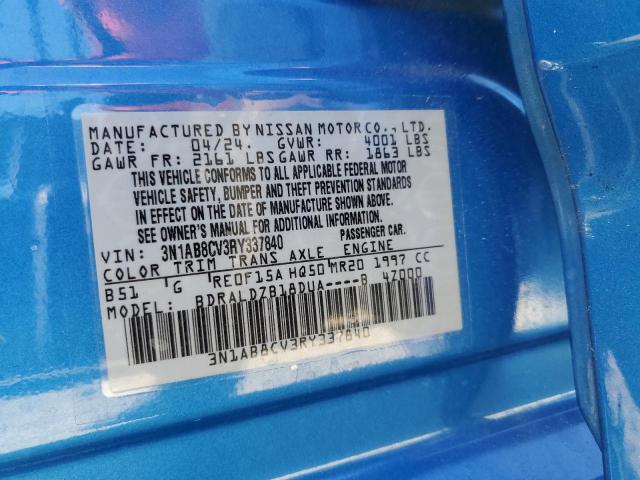 MANUFACTURED BY NISSAN MOTOR CO., LTD.
DATE: 04/24. GVWR: 4001 LBS
GAWR FR: 2161 LBS GAWR RR: 1863 LBS
THIS VEHICLE CONFORMS TO ALL APPLICABLE FEDERAL MOTOR
VEHICLE SAFETY, BUMPER AND THEFT PREVENTION STANDARDS
IN EFFECT ON THE DATE OF MANUFACTURE SHOWN ABOVE.
SEE OWNER'S MANUAL FOR ADDITIONAL INFORMATION.
VIN: 3N1AB8CV3RY337840 PASSENGER CAR.
COLOR TRIM TRANS AXLE ENGINE
B51 'G 'RE0F15A HQ50'MR20 1997 CC
MODEL: BDRALDZB18DUA----B 47000
3N1AB8CV3RY337840